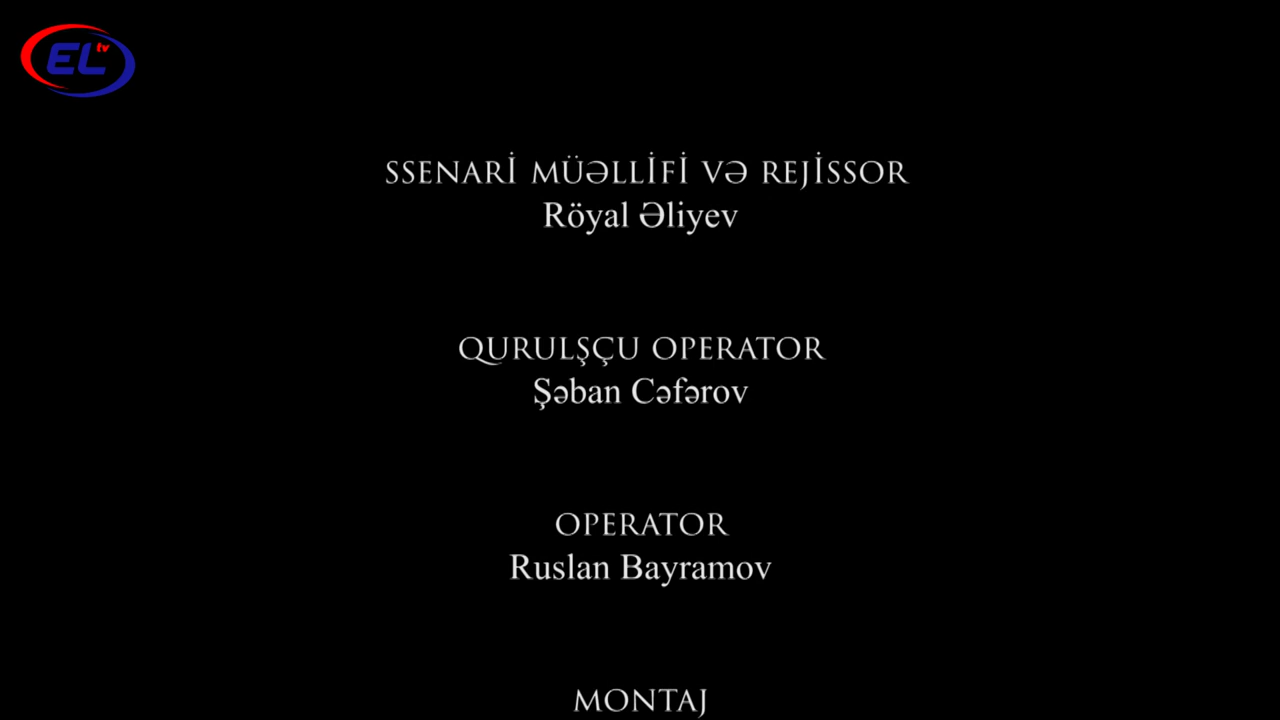 EL tv
SSENARİ MÜƏLLİFİ VƏ REJİSSOR
Röyal Əliyev
QURULŞÇU OPERATOR
Şəban Cəfərov
OPERATOR
Ruslan Bayramov
MONTAJ